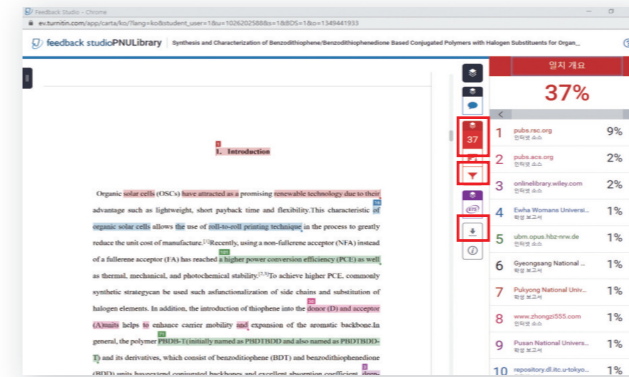 Feedback Studio - Chrome
ev.turnitin.com/app/carta/ko/?lang=ko&student_user=1&u=1026202588&s=1&BDS=1&o=1349441933
feedback studio PNULibrary Synthesis and Characterization of Benzodithiophene/Benzodithiophenedione Based Conjugated Polymers with Halogen Substituents for Organ...
일치 개요
37%
37
1. Introduction
Organic solar cells (OSCs) have attracted as a promising renewable technology due to their
advantage such as lightweight, short payback time and flexibility.This characteristic of
organic solar cells allows the use of roll-to-roll printing technique in the process to greatly
reduce the unit cost of manufacture. Recently, using a non-fullerene acceptor (NFA) instead
of a fullerene acceptor (FA) has reached a higher power conversion efficiency (PCE) as well
as thermal, mechanical, and photochemical stability. To achieve higher PCE, commonly
synthetic strategycan be used such asfunctionalization of side chains and substitution of
halogen elements. In addition, the introduction of thiophene into the donor (D) and acceptor
(A)units helps to enhance carrier mobility and expansion of the aromatic backbone.In
general, the polymer PBDB-T(initially named as PBDTBDD and also named as PBDTBDD-
T) and its derivatives, which consist of benzoditiophene (BDT) and benzodithiophenedione
(BDD) units haveextend conjugated backbones and excellent absorption coefficient,
1 pubs.rsc.org 9%
인터넷 소스
2 pubs.acs.org 2%
인터넷 소스
3 onlinelibrary.wiley.com 2%
인터넷 소스
4 Ewha Womans Universi... 1%
학생 보고서
5 ubm.opus.hbz-nrw.de 1%
인터넷 소스
6 Gyeongsang National ... 1%
학생 보고서
7 Pukyong National Univ... 1%
학생 보고서
8 www.zhongzi555.com 1%
인터넷 소스
9 Pusan National Univers... 1%
학생 보고서
10 repository.dl.itc.u-tokyo... 1%